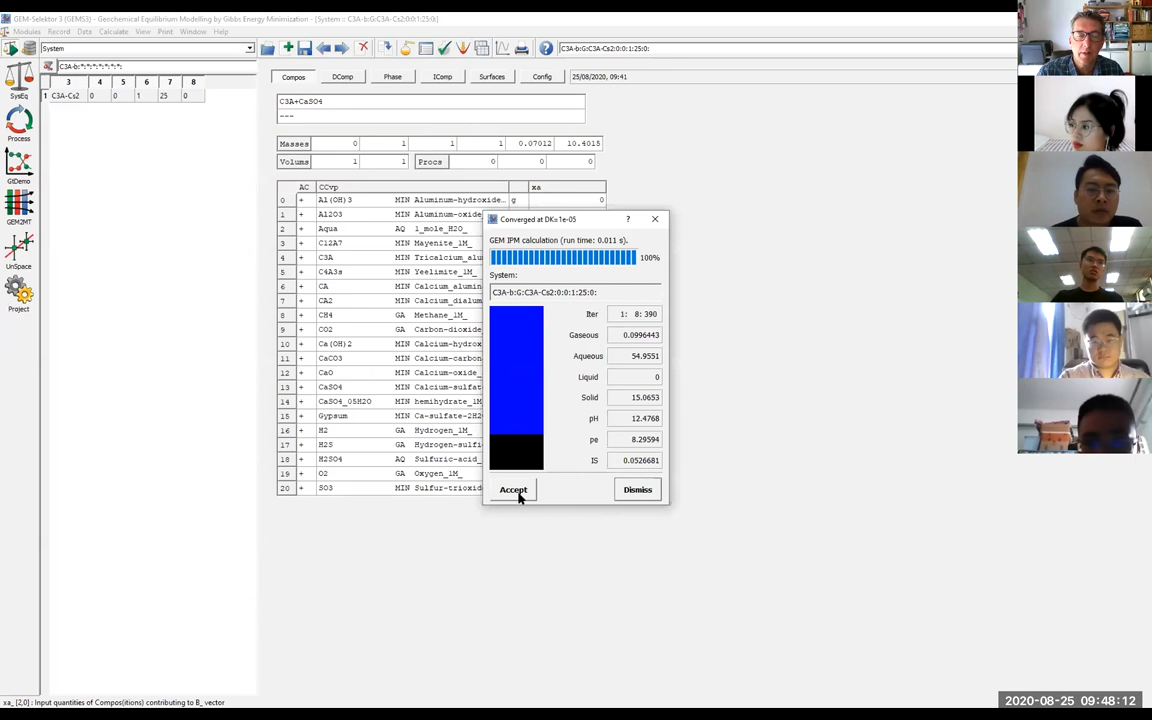 GEM-Selektor 3 (GEMS3) - Geochemical Equilibrium Modelling by Gibbs Energy Minimization - [System :: C3A-b:G:C3A-Cs2:0:0:1:25:0:]
Modules Record Data Calculate View Print Window Help
System
C3A-b:G:C3A-Cs2:0:0:1:25:0:
C3A-b:*:*:*:*:*:*:*:
3 4 5 6 7 8
1 C3A-Cs2 0 0 1 25 0
SysEq
Process
GtDemo
GEM2MT
UnSpace
Project
Compos DComp Phase IComp Surfaces Config 25/08/2020, 09:41
C3A+CaSO4
---
Masses 0 1 1 1 0.07012 10.4015
Volums 1 1 Procs 0 0 0
AC CCvp xa
0 + Al(OH)3 Aluminum-hydroxide... g 0
1 + Al2O3 Aluminum-oxide
2 + Aqua AQ 1_mole_H2O_
3 + C12A7 MIN Mayenite_1M_
4 + C3A MIN Tricalcium_alu
5 + C4A3s MIN Yeelimite_1M_
6 + CA MIN Calcium_alumin
7 + CA2 MIN Calcium_dialum
8 + CH4 GA Methane_1M_
9 + CO2 GA Carbon-dioxide
10 + Ca(OH)2 MIN Calcium-hydrox
11 + CaCO3 MIN Calcium-carbon
12 + CaO MIN Calcium-oxide_
13 + CaSO4 MIN Calcium-sulfat
14 + CaSO4_05H2O MIN hemihydrate_1M_
15 + Gypsum MIN Ca-sulfate-2H2
16 + H2 GA Hydrogen_1M_
17 + H2S GA Hydrogen-sulfi
18 + H2SO4 AQ Sulfuric-acid_
19 + O2 GA Oxygen_1M_
20 + SO3 MIN Sulfur-trioxid
Converged at DK=1e-05
GEM IPM calculation (run time: 0.011 s).
100%
System:
C3A-b:G:C3A-Cs2:0:0:1:25:0:
Iter 1: 8: 390
Gaseous 0.0996443
Aqueous 54.9551
Liquid 0
Solid 15.0653
pH 12.4768
pe 8.29594
IS 0.0526681
Accept Dismiss
xa_ [2,0] : Input quantities of Compos(itions) contributing to B_ vector
2020-08-25 09:48:12